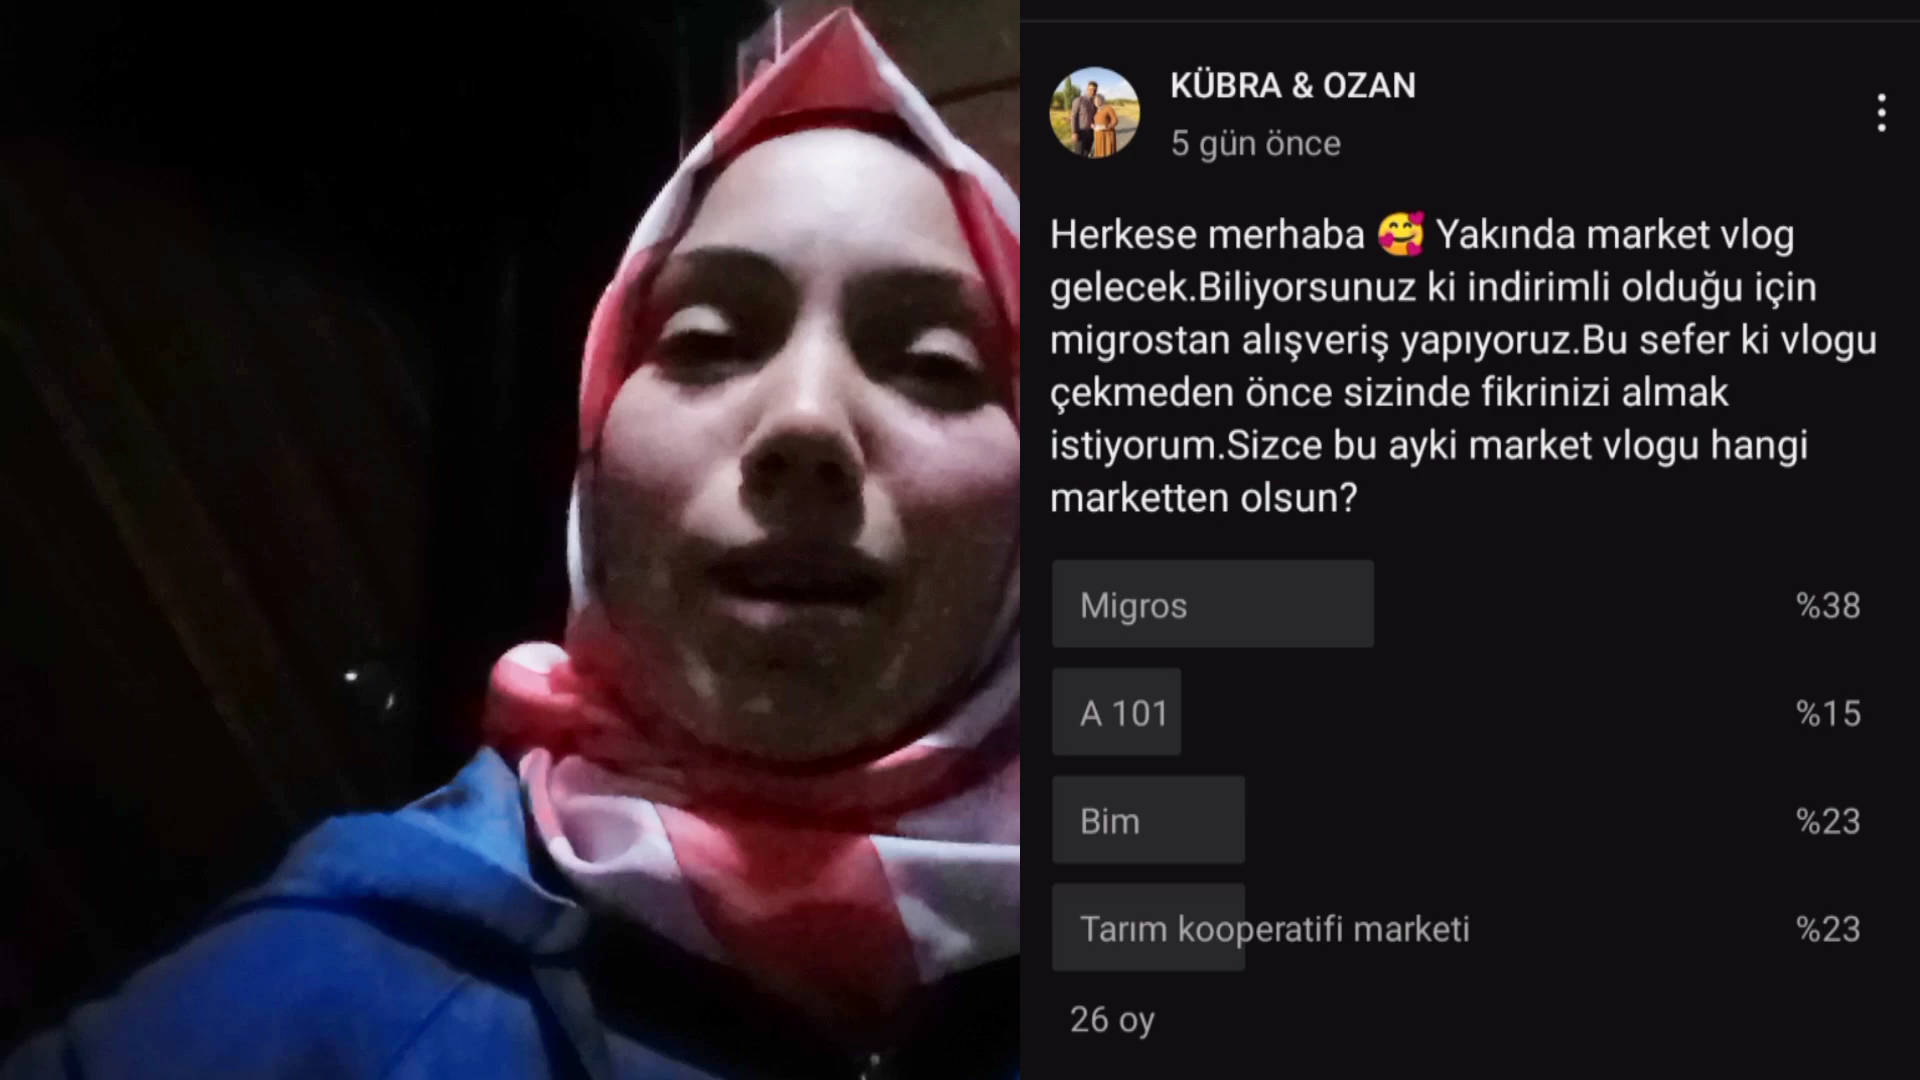 KÜBRA & OZAN
5 gün önce
Herkese merhaba 🥰 Yakında market vlog
gelecek.Biliyorsunuz ki indirimli olduğu için
migrostan alışveriş yapıyoruz.Bu sefer ki vlogu
çekmeden önce sizinde fikrinizi almak
istiyorum.Sizce bu ayki market vlogu hangi
marketten olsun?
Migros %38
A 101 %15
Bim %23
Tarım kooperatifi marketi %23
26 oy